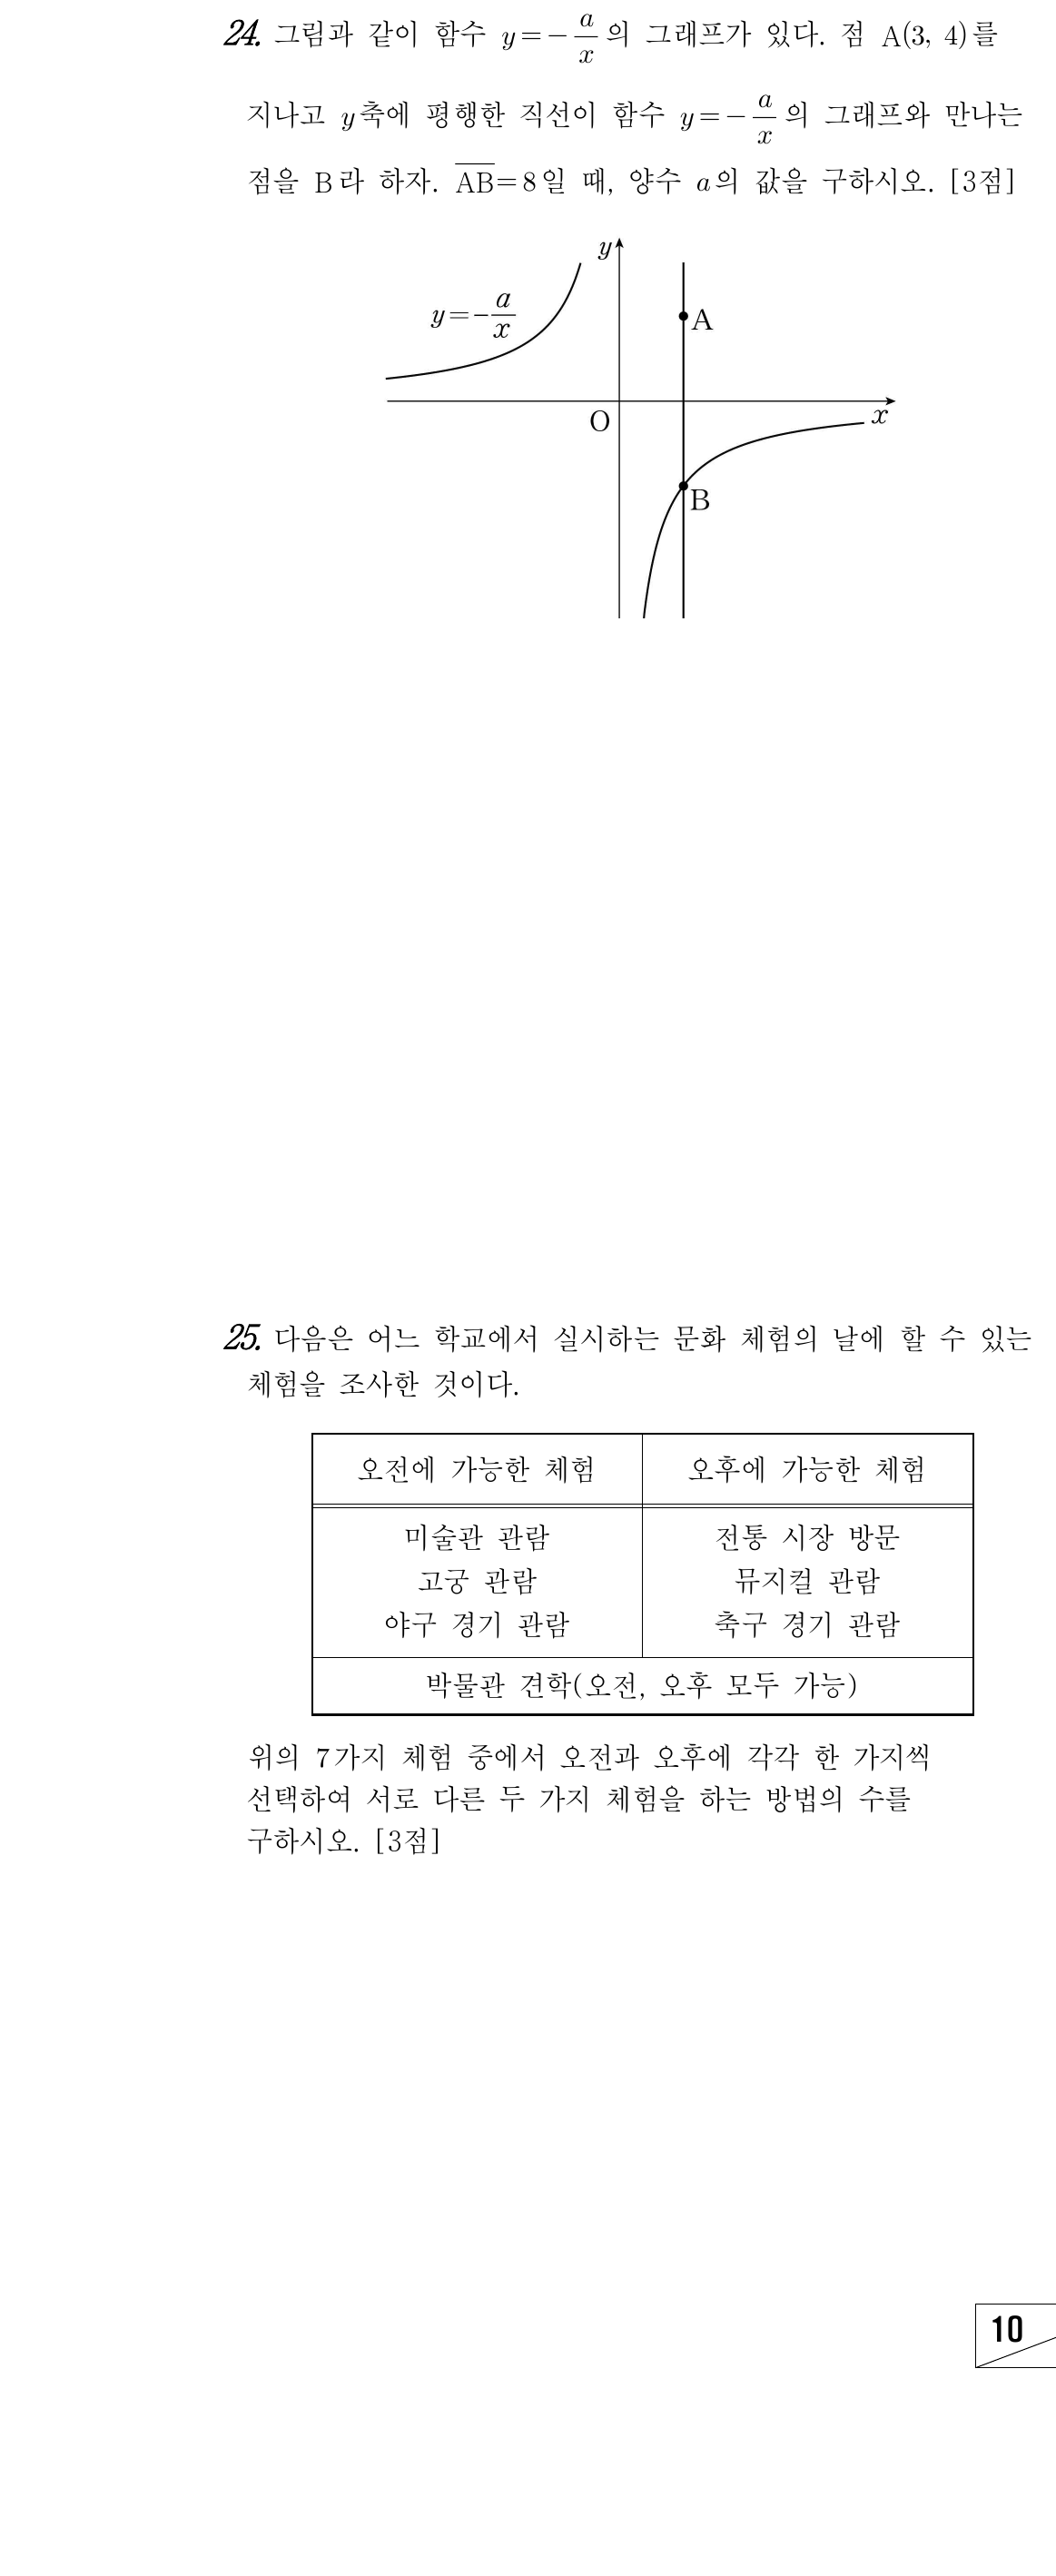 24. 그림과 같이 함수 y=-a/x의 그래프가 있다. 점 A(3, 4)를
지나고 y축에 평행한 직선이 함수 y=-a/x의 그래프와 만나는
점을 B라 하자. A̅B̅=8일 때, 양수 a의 값을 구하시오. [3점]
y
y=-a/x
A
O
x
B
25. 다음은 어느 학교에서 실시하는 문화 체험의 날에 할 수 있는
체험을 조사한 것이다.
오전에 가능한 체험 오후에 가능한 체험
미술관 관람 전통 시장 방문
고궁 관람 뮤지컬 관람
야구 경기 관람 축구 경기 관람
박물관 견학(오전, 오후 모두 가능)
위의 7가지 체험 중에서 오전과 오후에 각각 한 가지씩
선택하여 서로 다른 두 가지 체험을 하는 방법의 수를
구하시오. [3점]
10